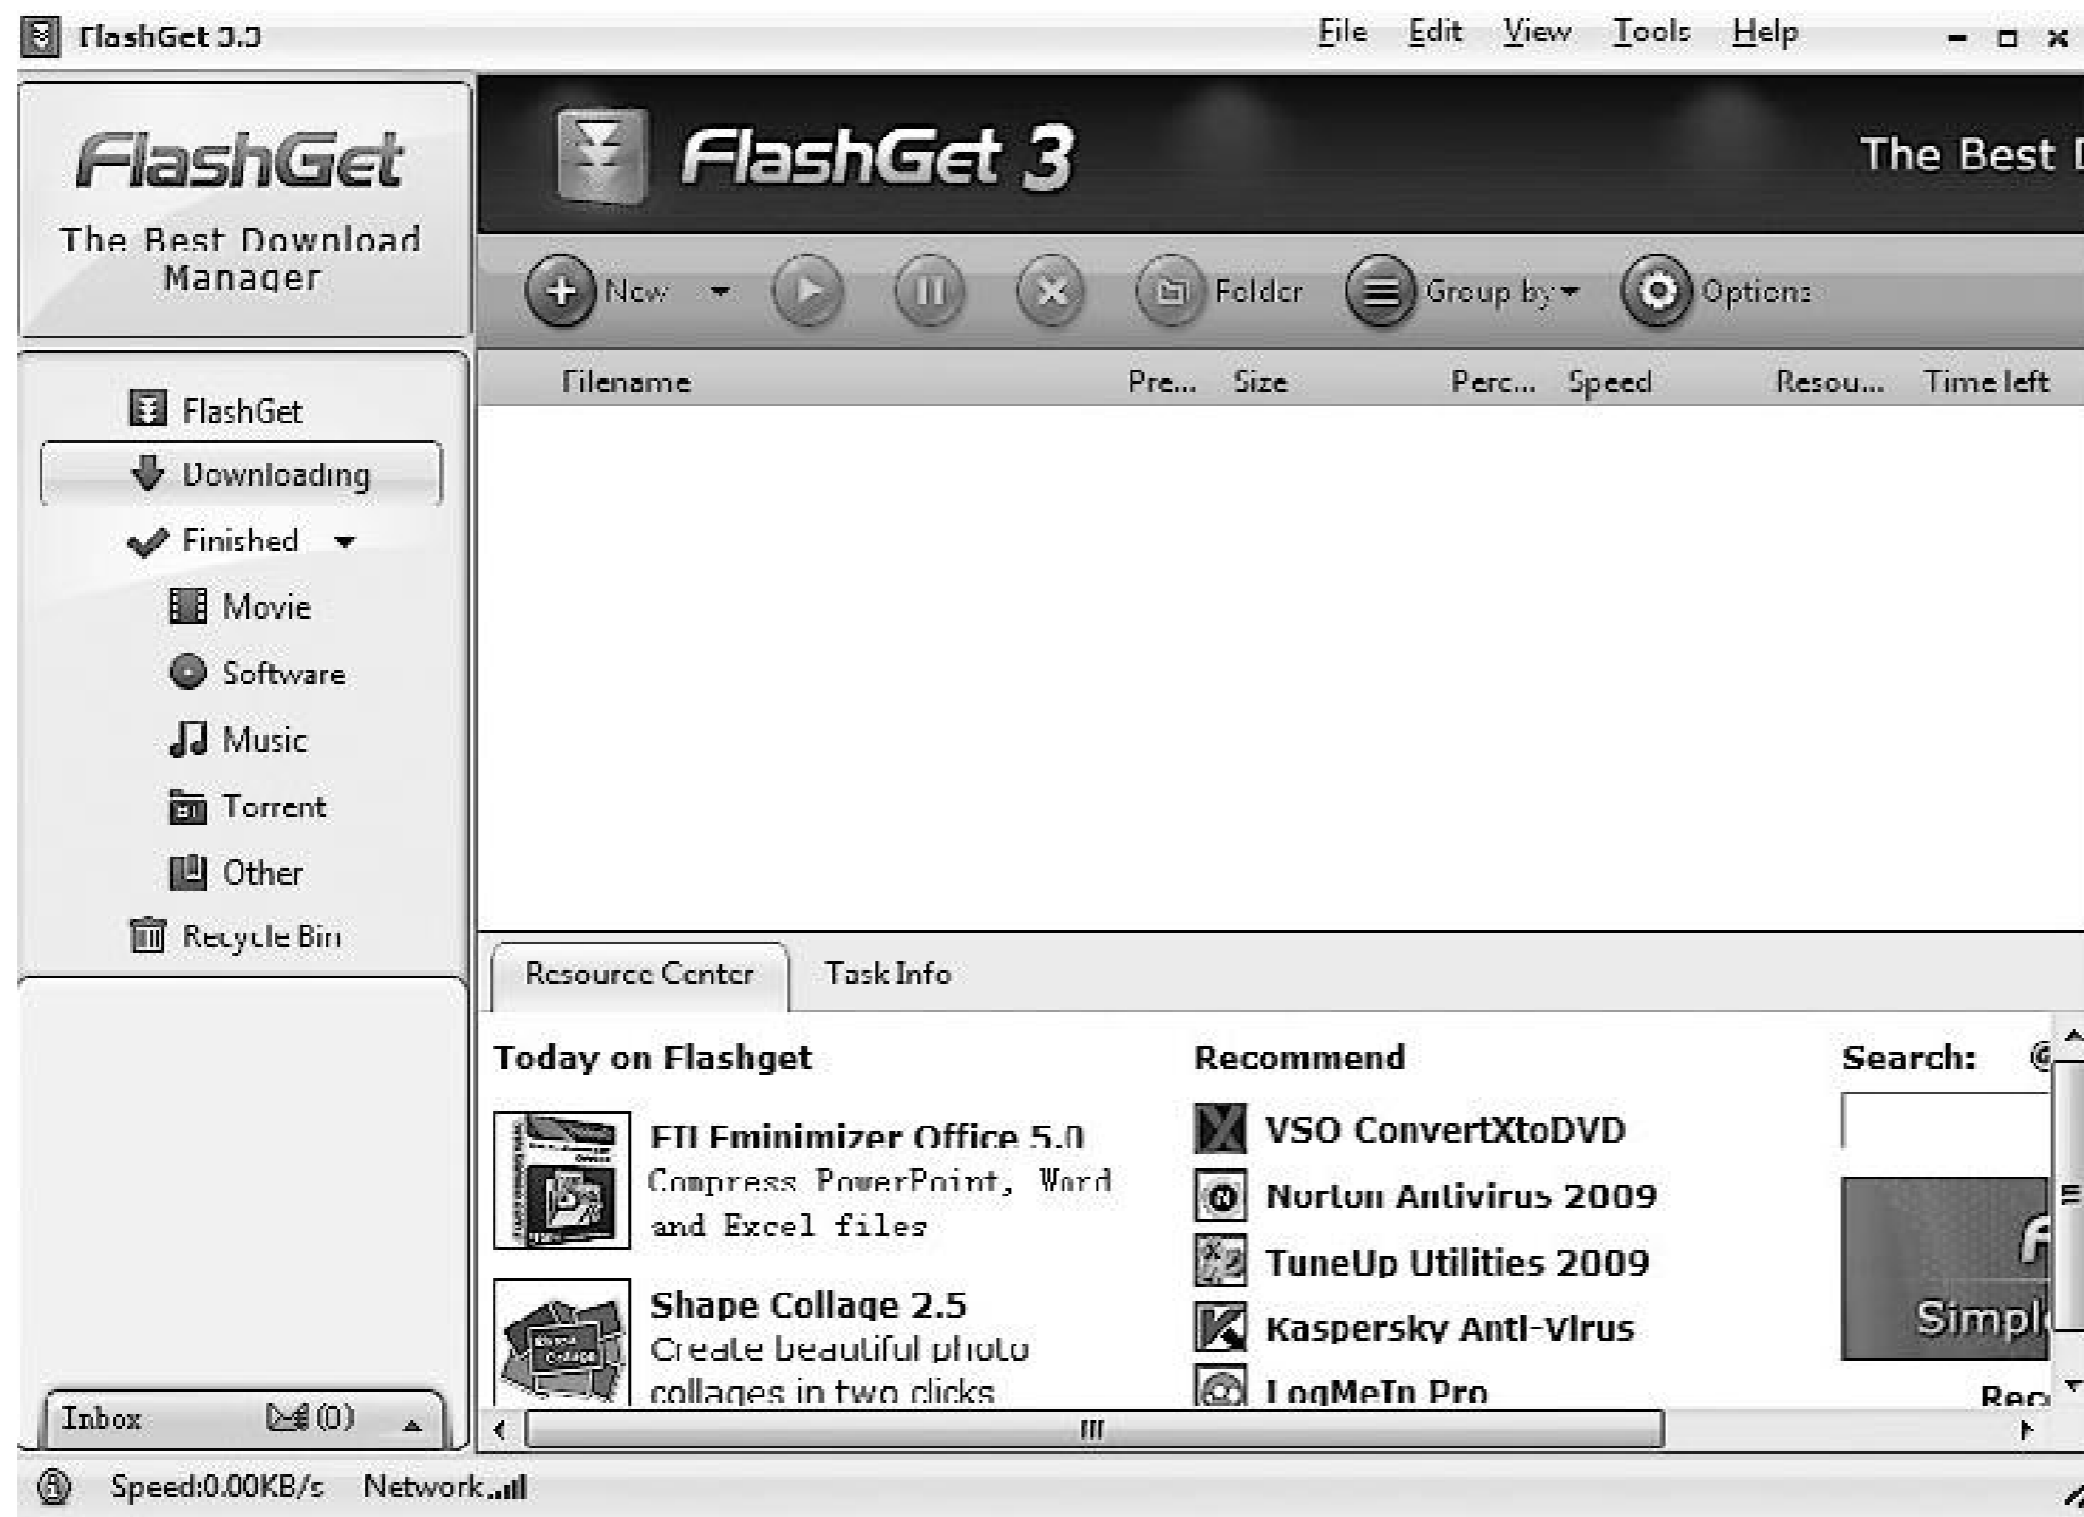 FlashGet 3.3
File Edit View Tools Help
FlashGet
The Best Download
Manager
FlashGet 3
The Best D
New
Folder
Group by
Options
Filename Pre... Size Perc... Speed Resou... Time left
FlashGet
Downloading
Finished
Movie
Software
Music
Torrent
Other
Recycle Bin
Resource Center Task Info
Today on Flashget
FTI Fminimizer Office 5.0
Compress PowerPoint, Word
and Excel files
Shape Collage 2.5
Create beautiful photo
collages in two clicks
Recommend
VSO ConvertXtoDVD
Norton Antivirus 2009
TuneUp Utilities 2009
Kaspersky Anti-Virus
LogMeIn Pro
Search:
Simpl
Rec
Inbox (0)
Speed:0.00KB/s Network